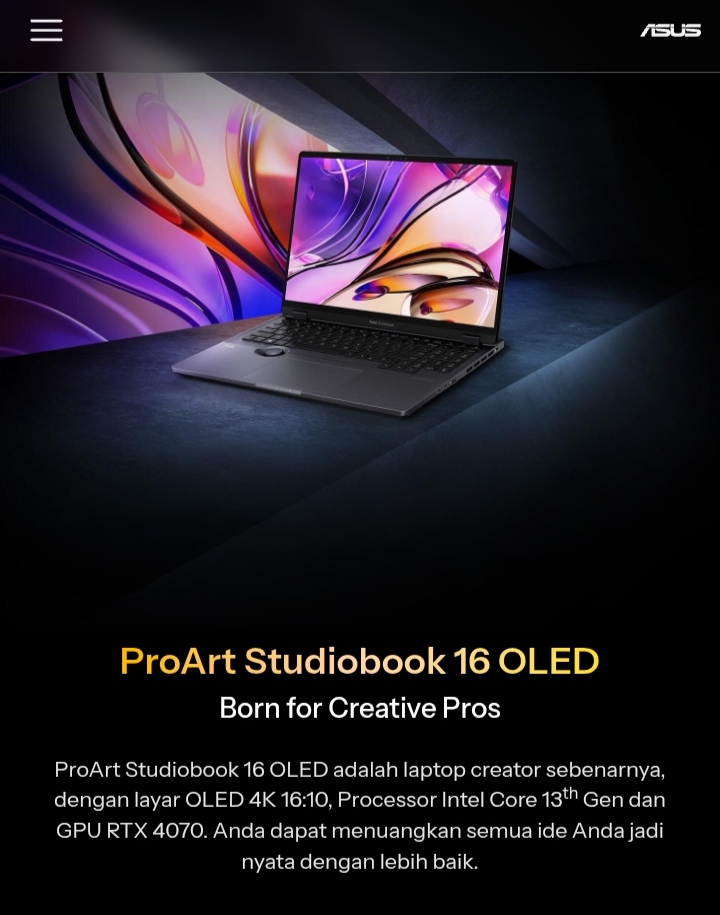 ASUS
ProArt Studiobook 16 OLED
Born for Creative Pros
ProArt Studiobook 16 OLED adalah laptop creator sebenarnya,
dengan layar OLED 4K 16:10, Processor Intel Core 13th Gen dan
GPU RTX 4070. Anda dapat menuangkan semua ide Anda jadi
nyata dengan lebih baik.